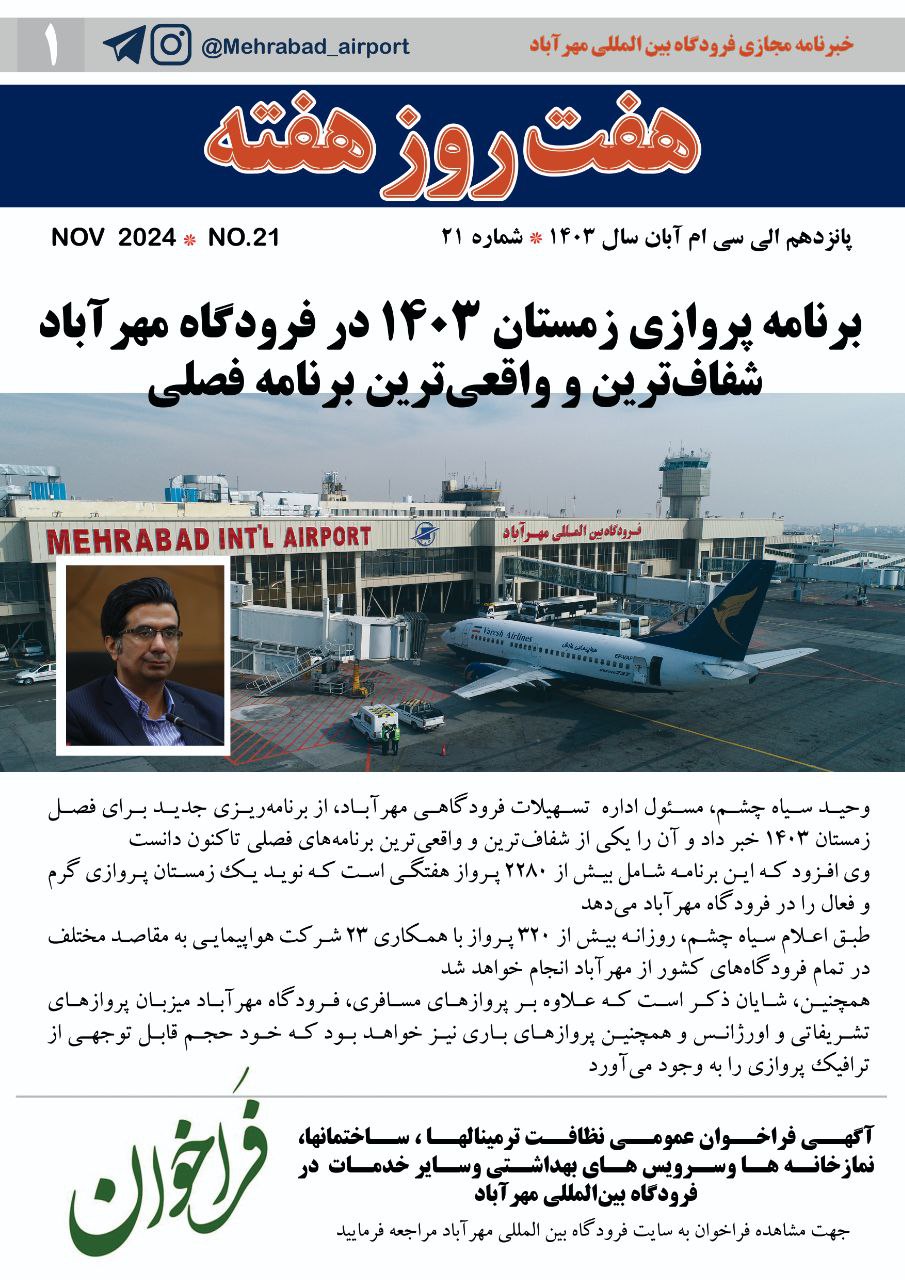 خبرنامه مجازی فرودگاه بین المللی مهرآباد
@Mehrabad_airport
۱
هفت روز هفته
پانزدهم الی سی ام آبان سال ۱۴۰۳ * شماره ۲۱
NOV 2024 * NO.21
برنامه پروازی زمستان ۱۴۰۳ در فرودگاه مهرآباد
شفاف‌ترین و واقعی‌ترین برنامه فصلی
MEHRABAD INT'L AIRPORT
فرودگاه بین المللی مهرآباد
Varesh Airlines
وحید سیاه چشم، مسئول اداره تسهیلات فرودگاهی مهرآباد، از برنامه‌ریزی جدید برای فصل
زمستان ۱۴۰۳ خبر داد و آن را یکی از شفاف‌ترین و واقعی‌ترین برنامه‌های فصلی تاکنون دانست
وی افزود که این برنامه شامل بیش از ۲۲۸۰ پرواز هفتگی است که نوید یک زمستان پروازی گرم
و فعال را در فرودگاه مهرآباد می‌دهد
طبق اعلام سیاه چشم، روزانه بیش از ۳۲۰ پرواز با همکاری ۲۳ شرکت هواپیمایی به مقاصد مختلف
در تمام فرودگاه‌های کشور از مهرآباد انجام خواهد شد
همچنین، شایان ذکر است که علاوه بر پروازهای مسافری، فرودگاه مهرآباد میزبان پروازهای
تشریفاتی و اورژانس و همچنین پروازهای باری نیز خواهد بود که خود حجم قابل توجهی از
ترافیک پروازی را به وجود می‌آورد
فراخوان
آگهی فراخوان عمومی نظافت ترمینالها ، ساختمانها،
نمازخانه ها وسرویس های بهداشتی وسایر خدمات در
فرودگاه بین‌المللی مهرآباد
جهت مشاهده فراخوان به سایت فرودگاه بین المللی مهرآباد مراجعه فرمایید